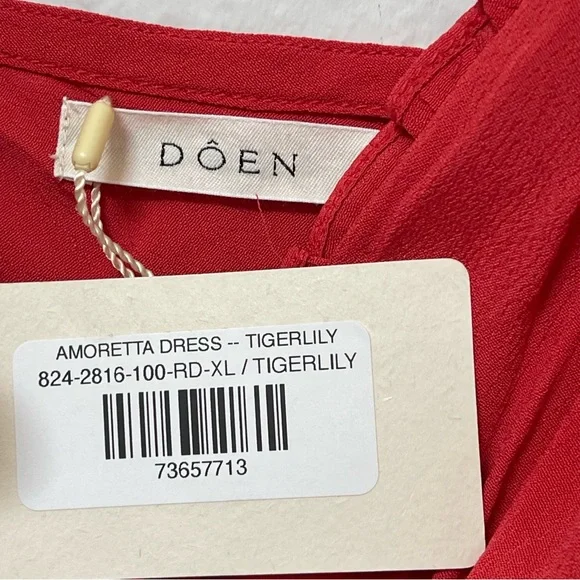 DÔEN
AMORETTA DRESS -- TIGERLILY
824-2816-100-RD-XL / TIGERLILY
73657713